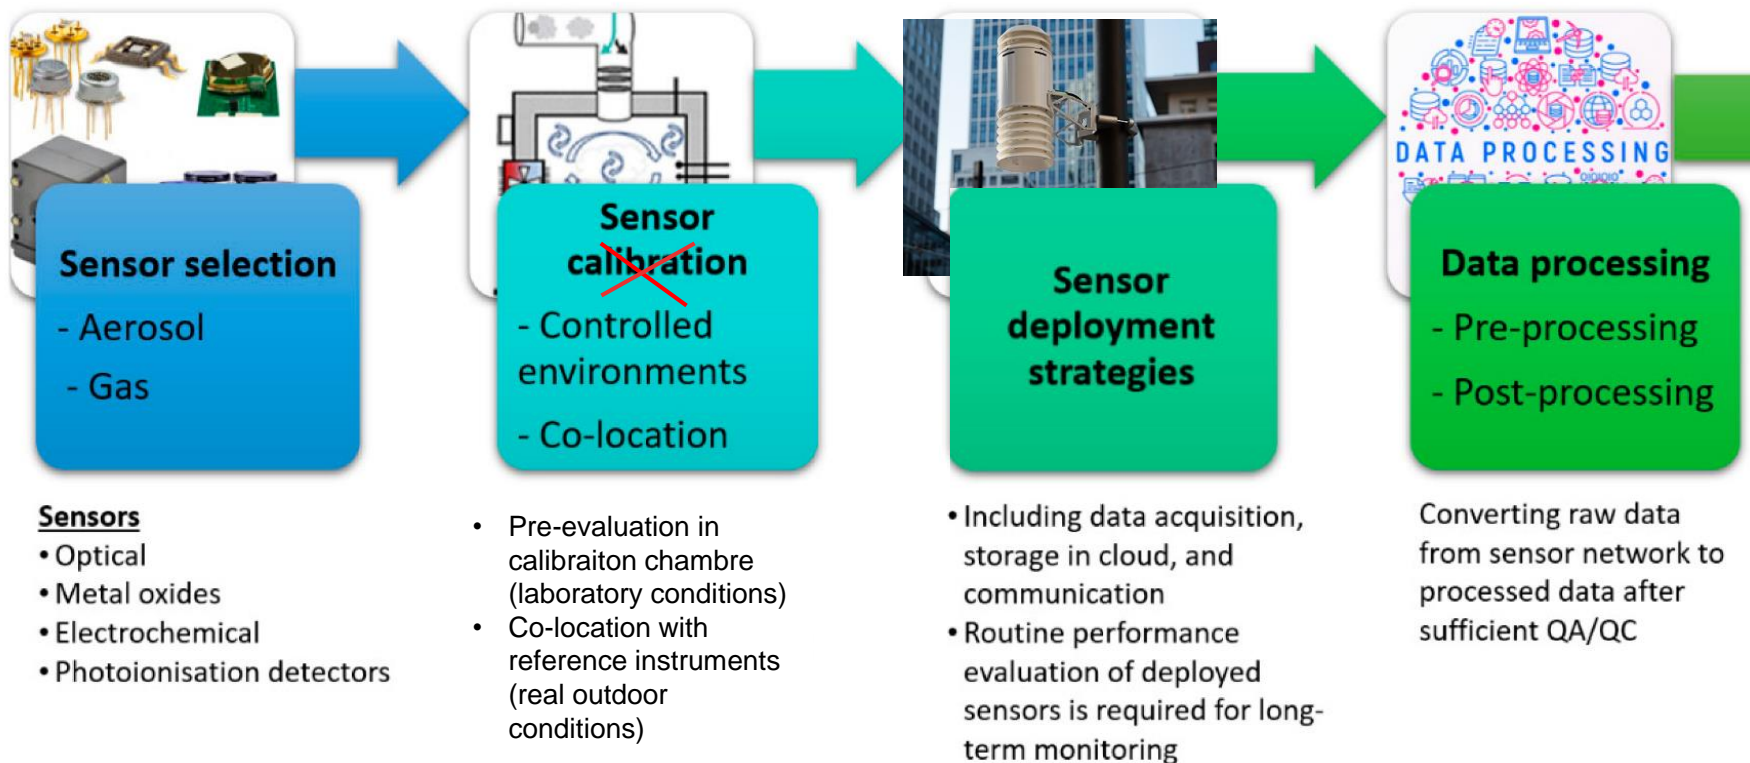 DATA PROCESSING
Sensor selection
- Aerosol
- Gas
Sensor
calibration
- Controlled
environments
- Co-location
Sensor
deployment
strategies
Data processing
- Pre-processing
- Post-processing
Sensors
• Optical
• Metal oxides
• Electrochemical
• Photoionisation detectors
• Pre-evaluation in
calibraiton chambre
(laboratory conditions)
• Co-location with
reference instruments
(real outdoor
conditions)
• Including data acquisition,
storage in cloud, and
communication
• Routine performance
evaluation of deployed
sensors is required for long-
term monitoring
Converting raw data
from sensor network to
processed data after
sufficient QA/QC